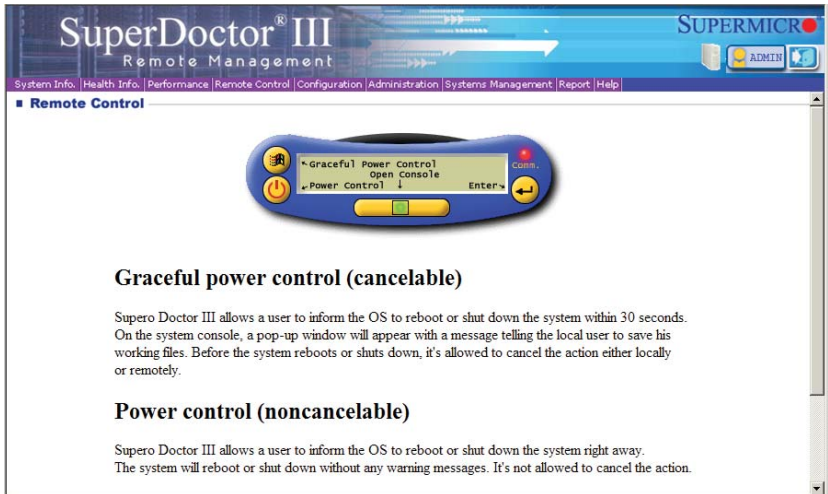 SuperDoctor® III
Remote Management
SUPERMICR
ADMIN
System Info. |Health Info. |Performance |Remote Control |Configuration |Administration |Systems Management |Report |Help|
Remote Control
Graceful Power Control
Comm.
Open Console
Power Control ↓ Enter
Graceful power control (cancelable)
Supero Doctor III allows a user to inform the OS to reboot or shut down the system within 30 seconds.
On the system console, a pop-up window will appear with a message telling the local user to save his
working files. Before the system reboots or shuts down, it's allowed to cancel the action either locally
or remotely.
Power control (noncancelable)
Supero Doctor III allows a user to inform the OS to reboot or shut down the system right away.
The system will reboot or shut down without any warning messages. It's not allowed to cancel the action.